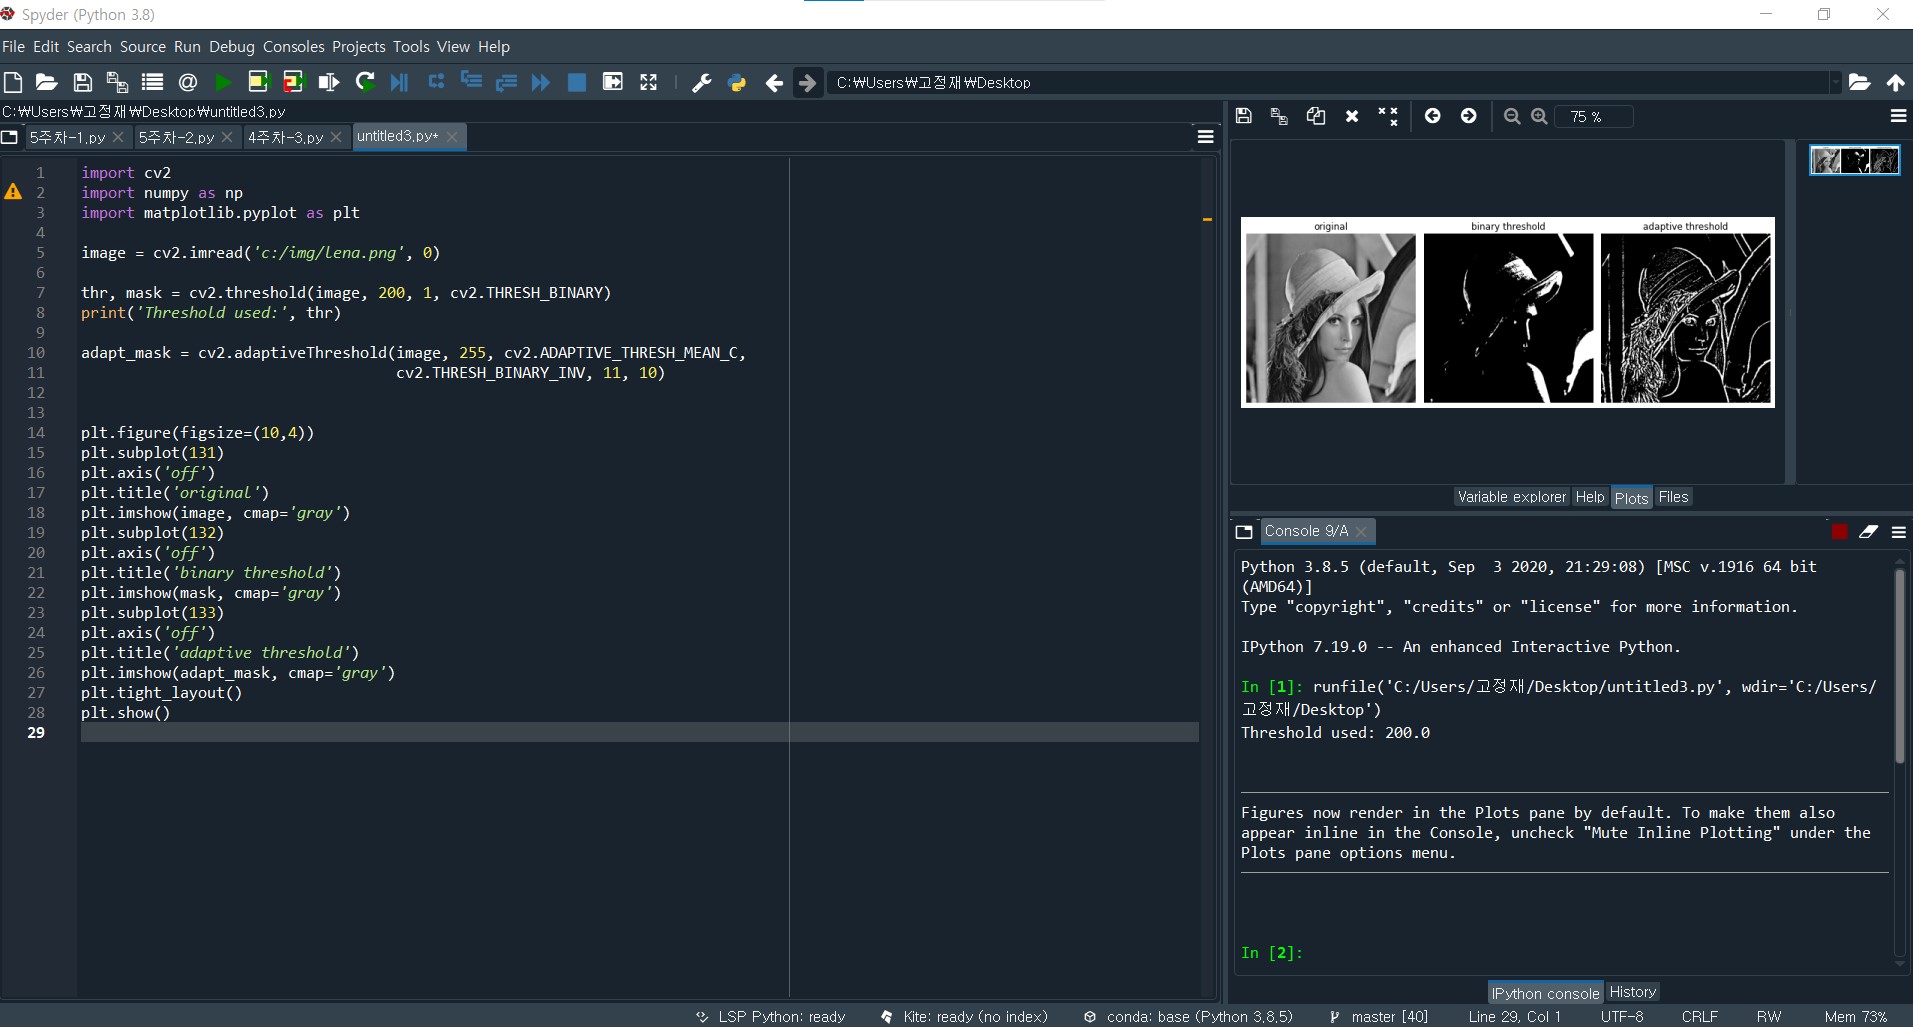 Spyder (Python 3.8)
File Edit Search Source Run Debug Consoles Projects Tools View Help
C:₩Users₩고정재₩Desktop
C:₩Users₩고정재₩Desktop₩untitled3.py
5주차-1.py
5주차-2.py
4주차-3.py
untitled3.py*
1 import cv2
2 import numpy as np
3 import matplotlib.pyplot as plt
4
5 image = cv2.imread('c:/img/lena.png', 0)
6
7 thr, mask = cv2.threshold(image, 200, 1, cv2.THRESH_BINARY)
8 print('Threshold used:', thr)
9
10 adapt_mask = cv2.adaptiveThreshold(image, 255, cv2.ADAPTIVE_THRESH_MEAN_C,
11 cv2.THRESH_BINARY_INV, 11, 10)
12
13
14 plt.figure(figsize=(10,4))
15 plt.subplot(131)
16 plt.axis('off')
17 plt.title('original')
18 plt.imshow(image, cmap='gray')
19 plt.subplot(132)
20 plt.axis('off')
21 plt.title('binary threshold')
22 plt.imshow(mask, cmap='gray')
23 plt.subplot(133)
24 plt.axis('off')
25 plt.title('adaptive threshold')
26 plt.imshow(adapt_mask, cmap='gray')
27 plt.tight_layout()
28 plt.show()
29
75 %
original
binary threshold
adaptive threshold
Variable explorer Help Plots Files
Console 9/A
Python 3.8.5 (default, Sep  3 2020, 21:29:08) [MSC v.1916 64 bit
(AMD64)]
Type "copyright", "credits" or "license" for more information.
IPython 7.19.0 -- An enhanced Interactive Python.
In [1]: runfile('C:/Users/고정재/Desktop/untitled3.py', wdir='C:/Users/
고정재/Desktop')
Threshold used: 200.0
Figures now render in the Plots pane by default. To make them also
appear inline in the Console, uncheck "Mute Inline Plotting" under the
Plots pane options menu.
In [2]:
IPython console History
LSP Python: ready Kite: ready (no index) conda: base (Python 3.8.5) master [40] Line 29, Col 1 UTF-8 CRLF RW Mem 73%